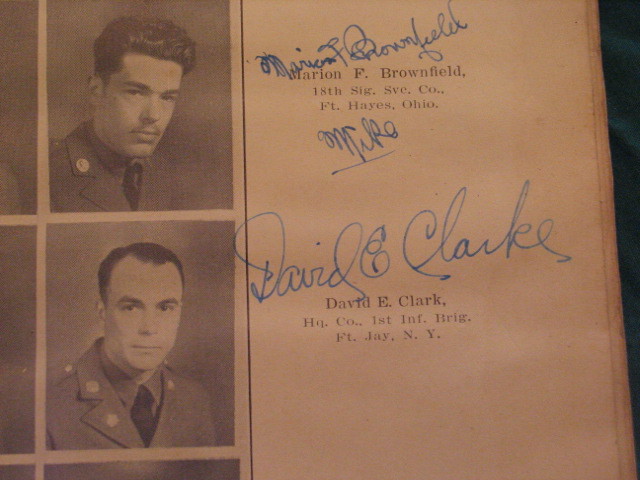 Marion F Brownfield
Marion F. Brownfield,
18th Sig. Svc. Co.,
Ft. Hayes, Ohio.
Mike
David E Clarke
David E. Clark,
Hq. Co., 1st Inf. Brig.
Ft. Jay, N. Y.